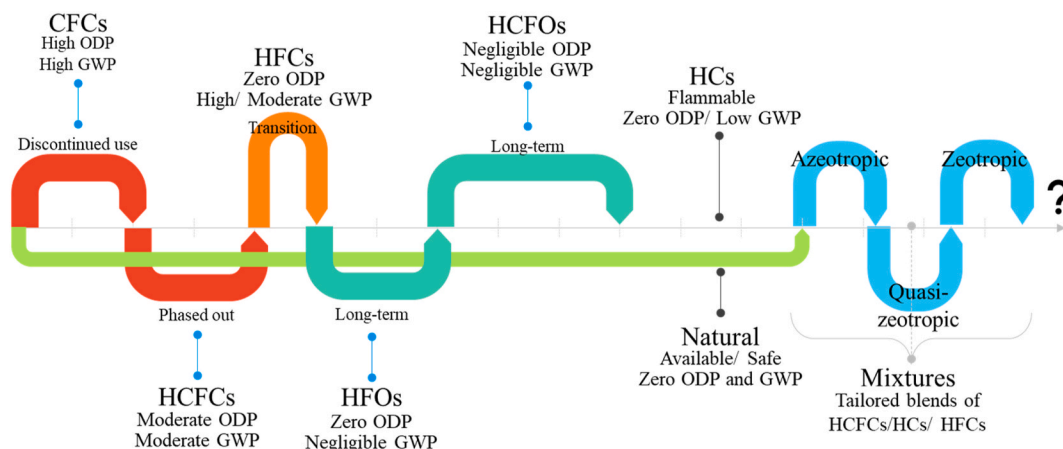 CFCs
High ODP
High GWP
Discontinued use
HFCs
Zero ODP
High/ Moderate GWP
Transition
HCFOs
Negligible ODP
Negligible GWP
Long-term
HCs
Flammable
Zero ODP/ Low GWP
Azeotropic
Zeotropic
?
Phased out
HCFCs
Moderate ODP
Moderate GWP
Long-term
HFOs
Zero ODP
Negligible GWP
Natural
Available/ Safe
Zero ODP and GWP
Quasi-
zeotropic
Mixtures
Tailored blends of
HCFCs/HCs/ HFCs